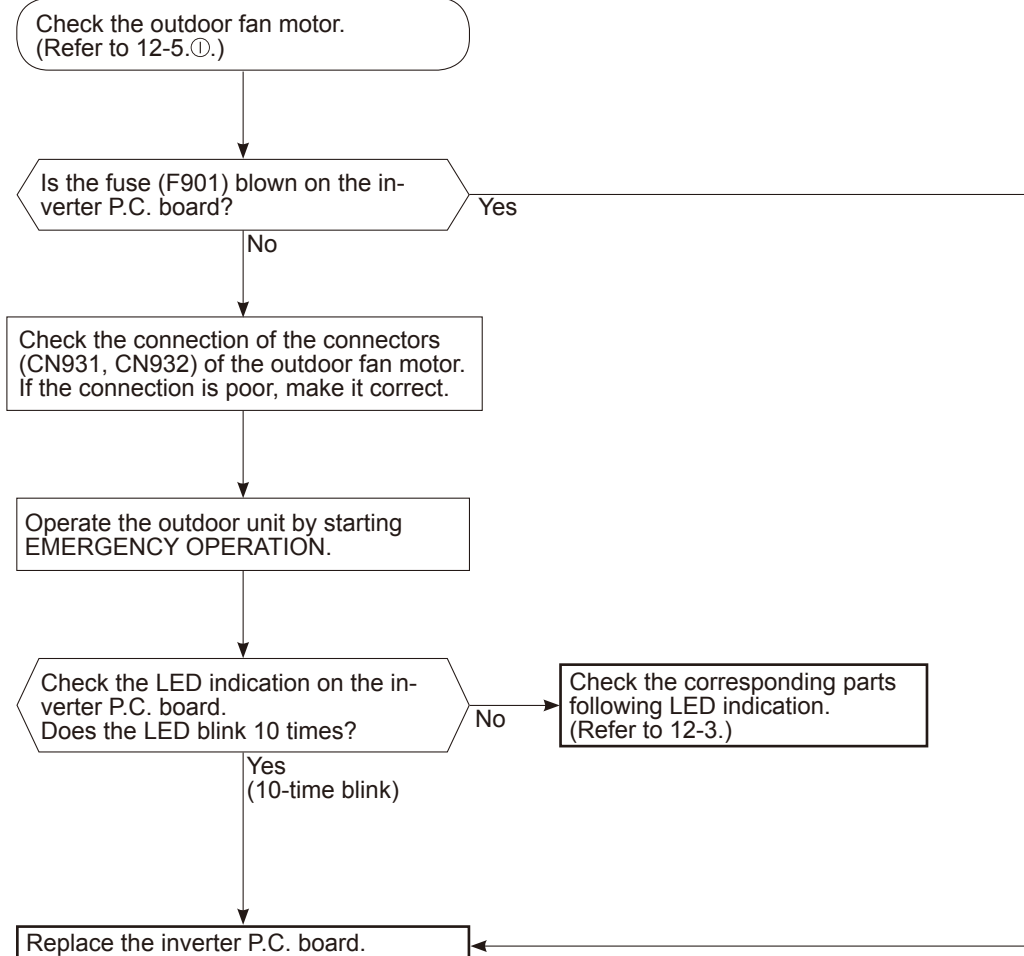 Check the outdoor fan motor.
(Refer to 12-5.Ⓘ.)
Is the fuse (F901) blown on the in-
verter P.C. board?
Yes
No
Check the connection of the connectors
(CN931, CN932) of the outdoor fan motor.
If the connection is poor, make it correct.
Operate the outdoor unit by starting
EMERGENCY OPERATION.
Check the LED indication on the in-
verter P.C. board.
Does the LED blink 10 times?
No
Check the corresponding parts
following LED indication.
(Refer to 12-3.)
Yes
(10-time blink)
Replace the inverter P.C. board.